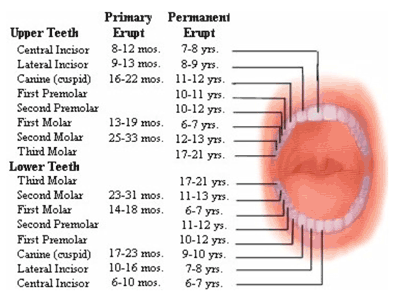 Primary Permanent
Upper Teeth Erupt Erupt
Central Incisor 8-12 mos. 7-8 yrs.
Lateral Incisor 9-13 mos. 8-9 yrs.
Canine (cuspid) 16-22 mos. 11-12 yrs.
First Premolar 10-11 yrs.
Second Premolar 10-12 yrs.
First Molar 13-19 mos. 6-7 yrs.
Second Molar 25-33 mos. 12-13 yrs.
Third Molar 17-21 yrs.
Lower Teeth
Third Molar 17-21 yrs.
Second Molar 23-31 mos. 11-13 yrs.
First Molar 14-18 mos. 6-7 yrs.
Second Premolar 11-12 ys.
First Premolar 10-12 yrs.
Canine (cuspid) 17-23 mos. 9-10 yrs.
Lateral Incisor 10-16 mos. 7-8 yrs.
Central Incisor 6-10 mos. 6-7 yrs.